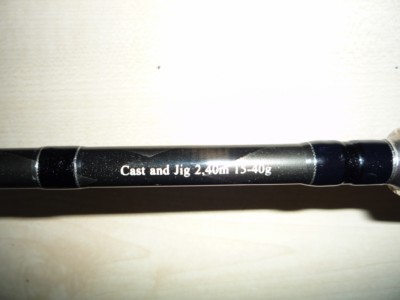 Cast and Jig 2,40m 15-40g